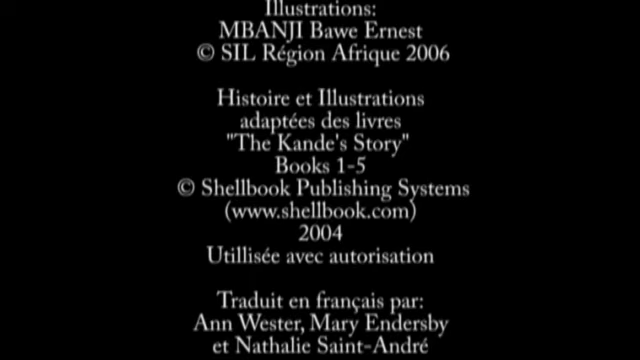 Illustrations:
MBANJI Bawe Ernest
© SIL Région Afrique 2006
Histoire et Illustrations
adaptées des livres
"The Kande's Story"
Books 1-5
© Shellbook Publishing Systems
(www.shellbook.com)
2004
Utillisée avec autorisation
Traduit en français par:
Ann Wester, Mary Endersby
et Nathalie Saint-André